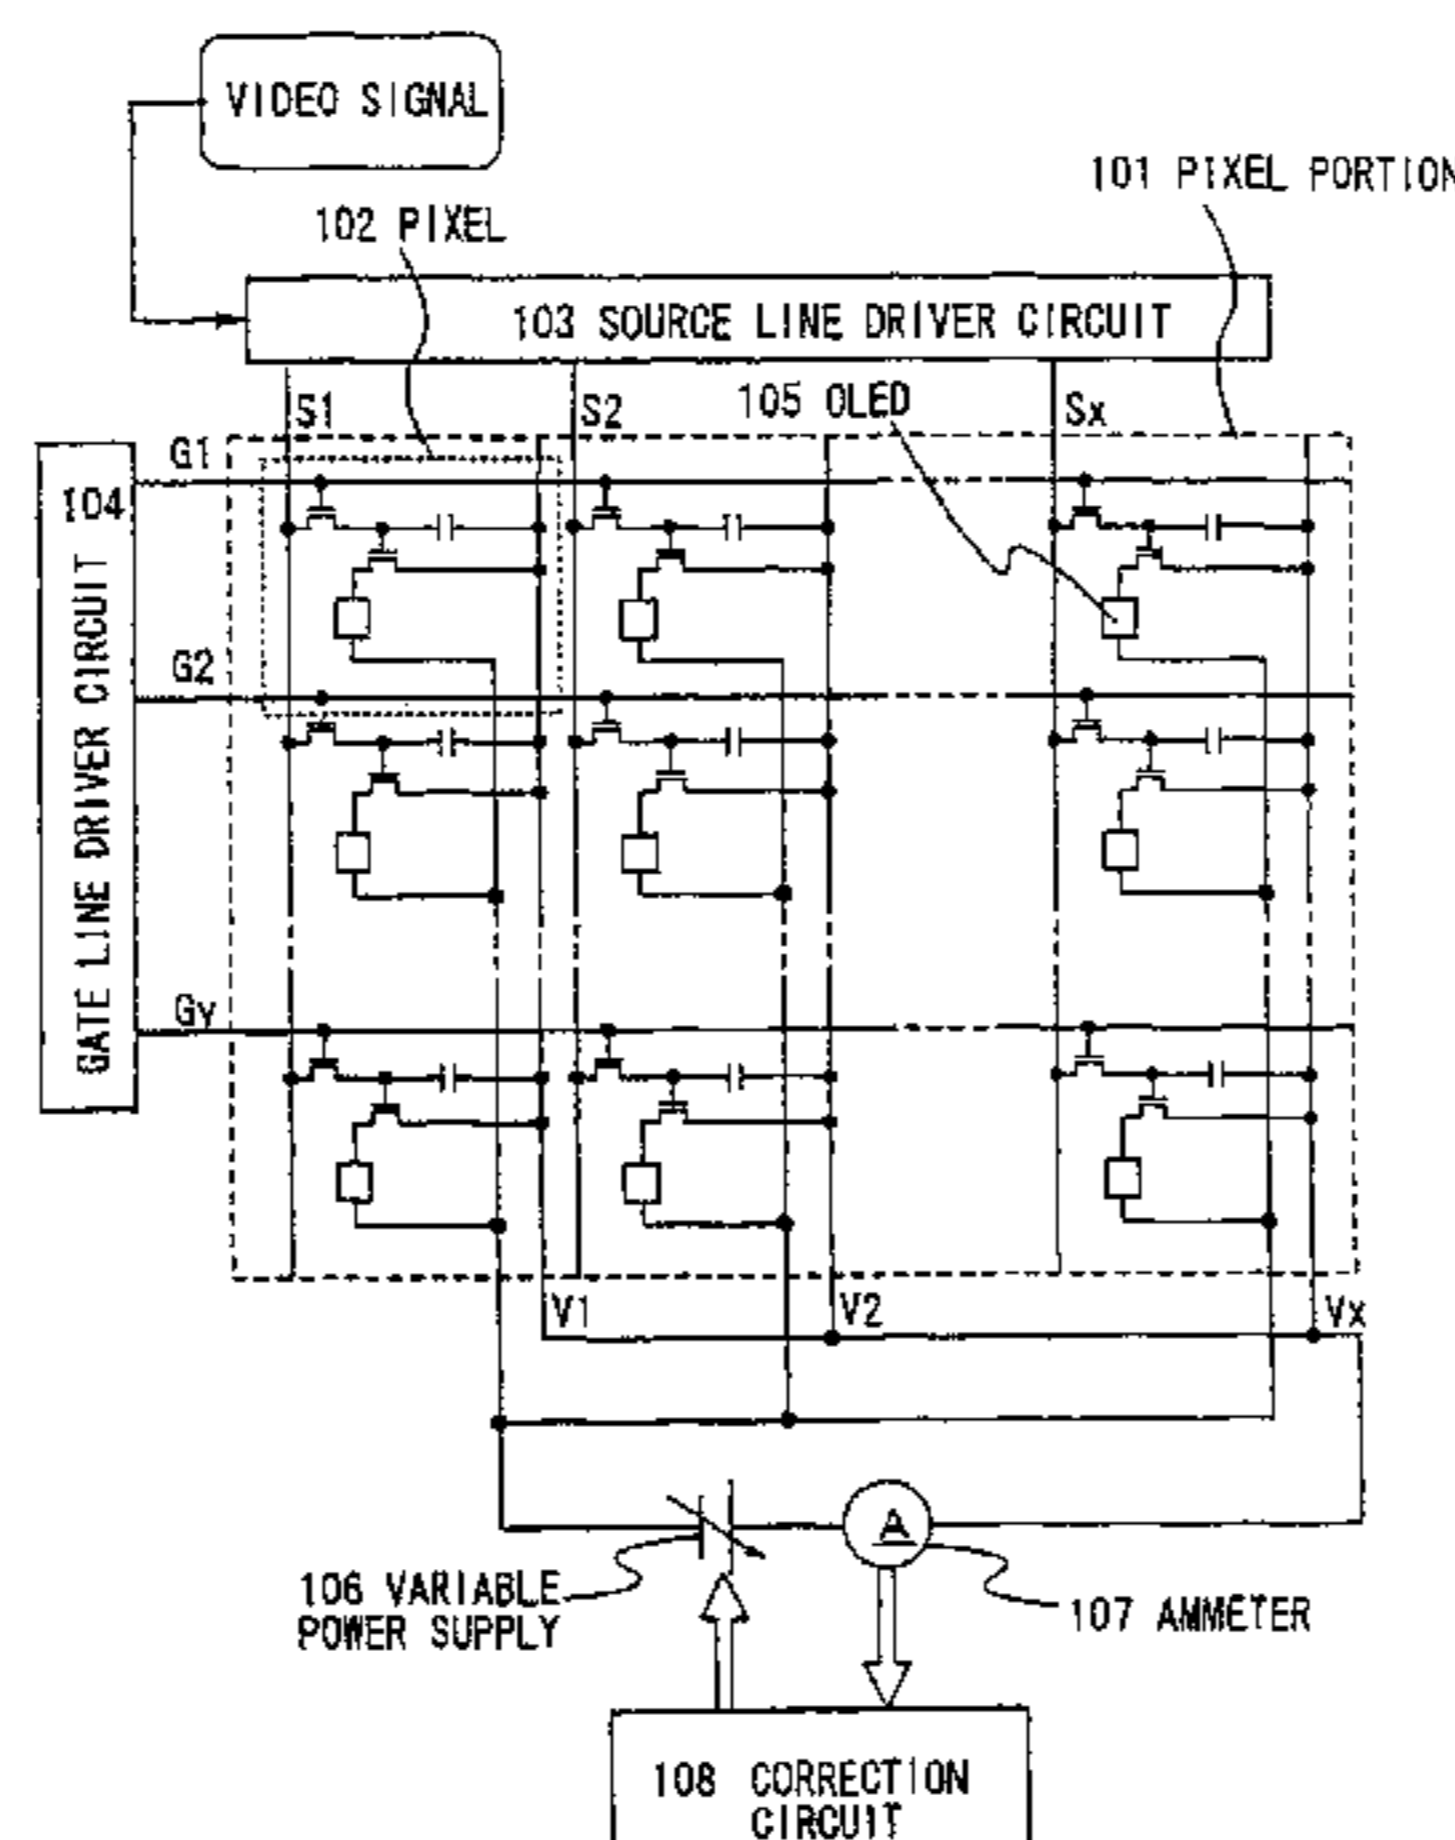 VIDEO SIGNAL
101 PIXEL PORTION
102 PIXEL
103 SOURCE LINE DRIVER CIRCUIT
S1
S2
105 OLED
Sx
G1
104
GATE LINE DRIVER CIRCUIT
G2
Gy
V1
V2
Vx
A
106 VARIABLE
POWER SUPPLY
107 AMMETER
108 CORRECTION
CIRCUIT